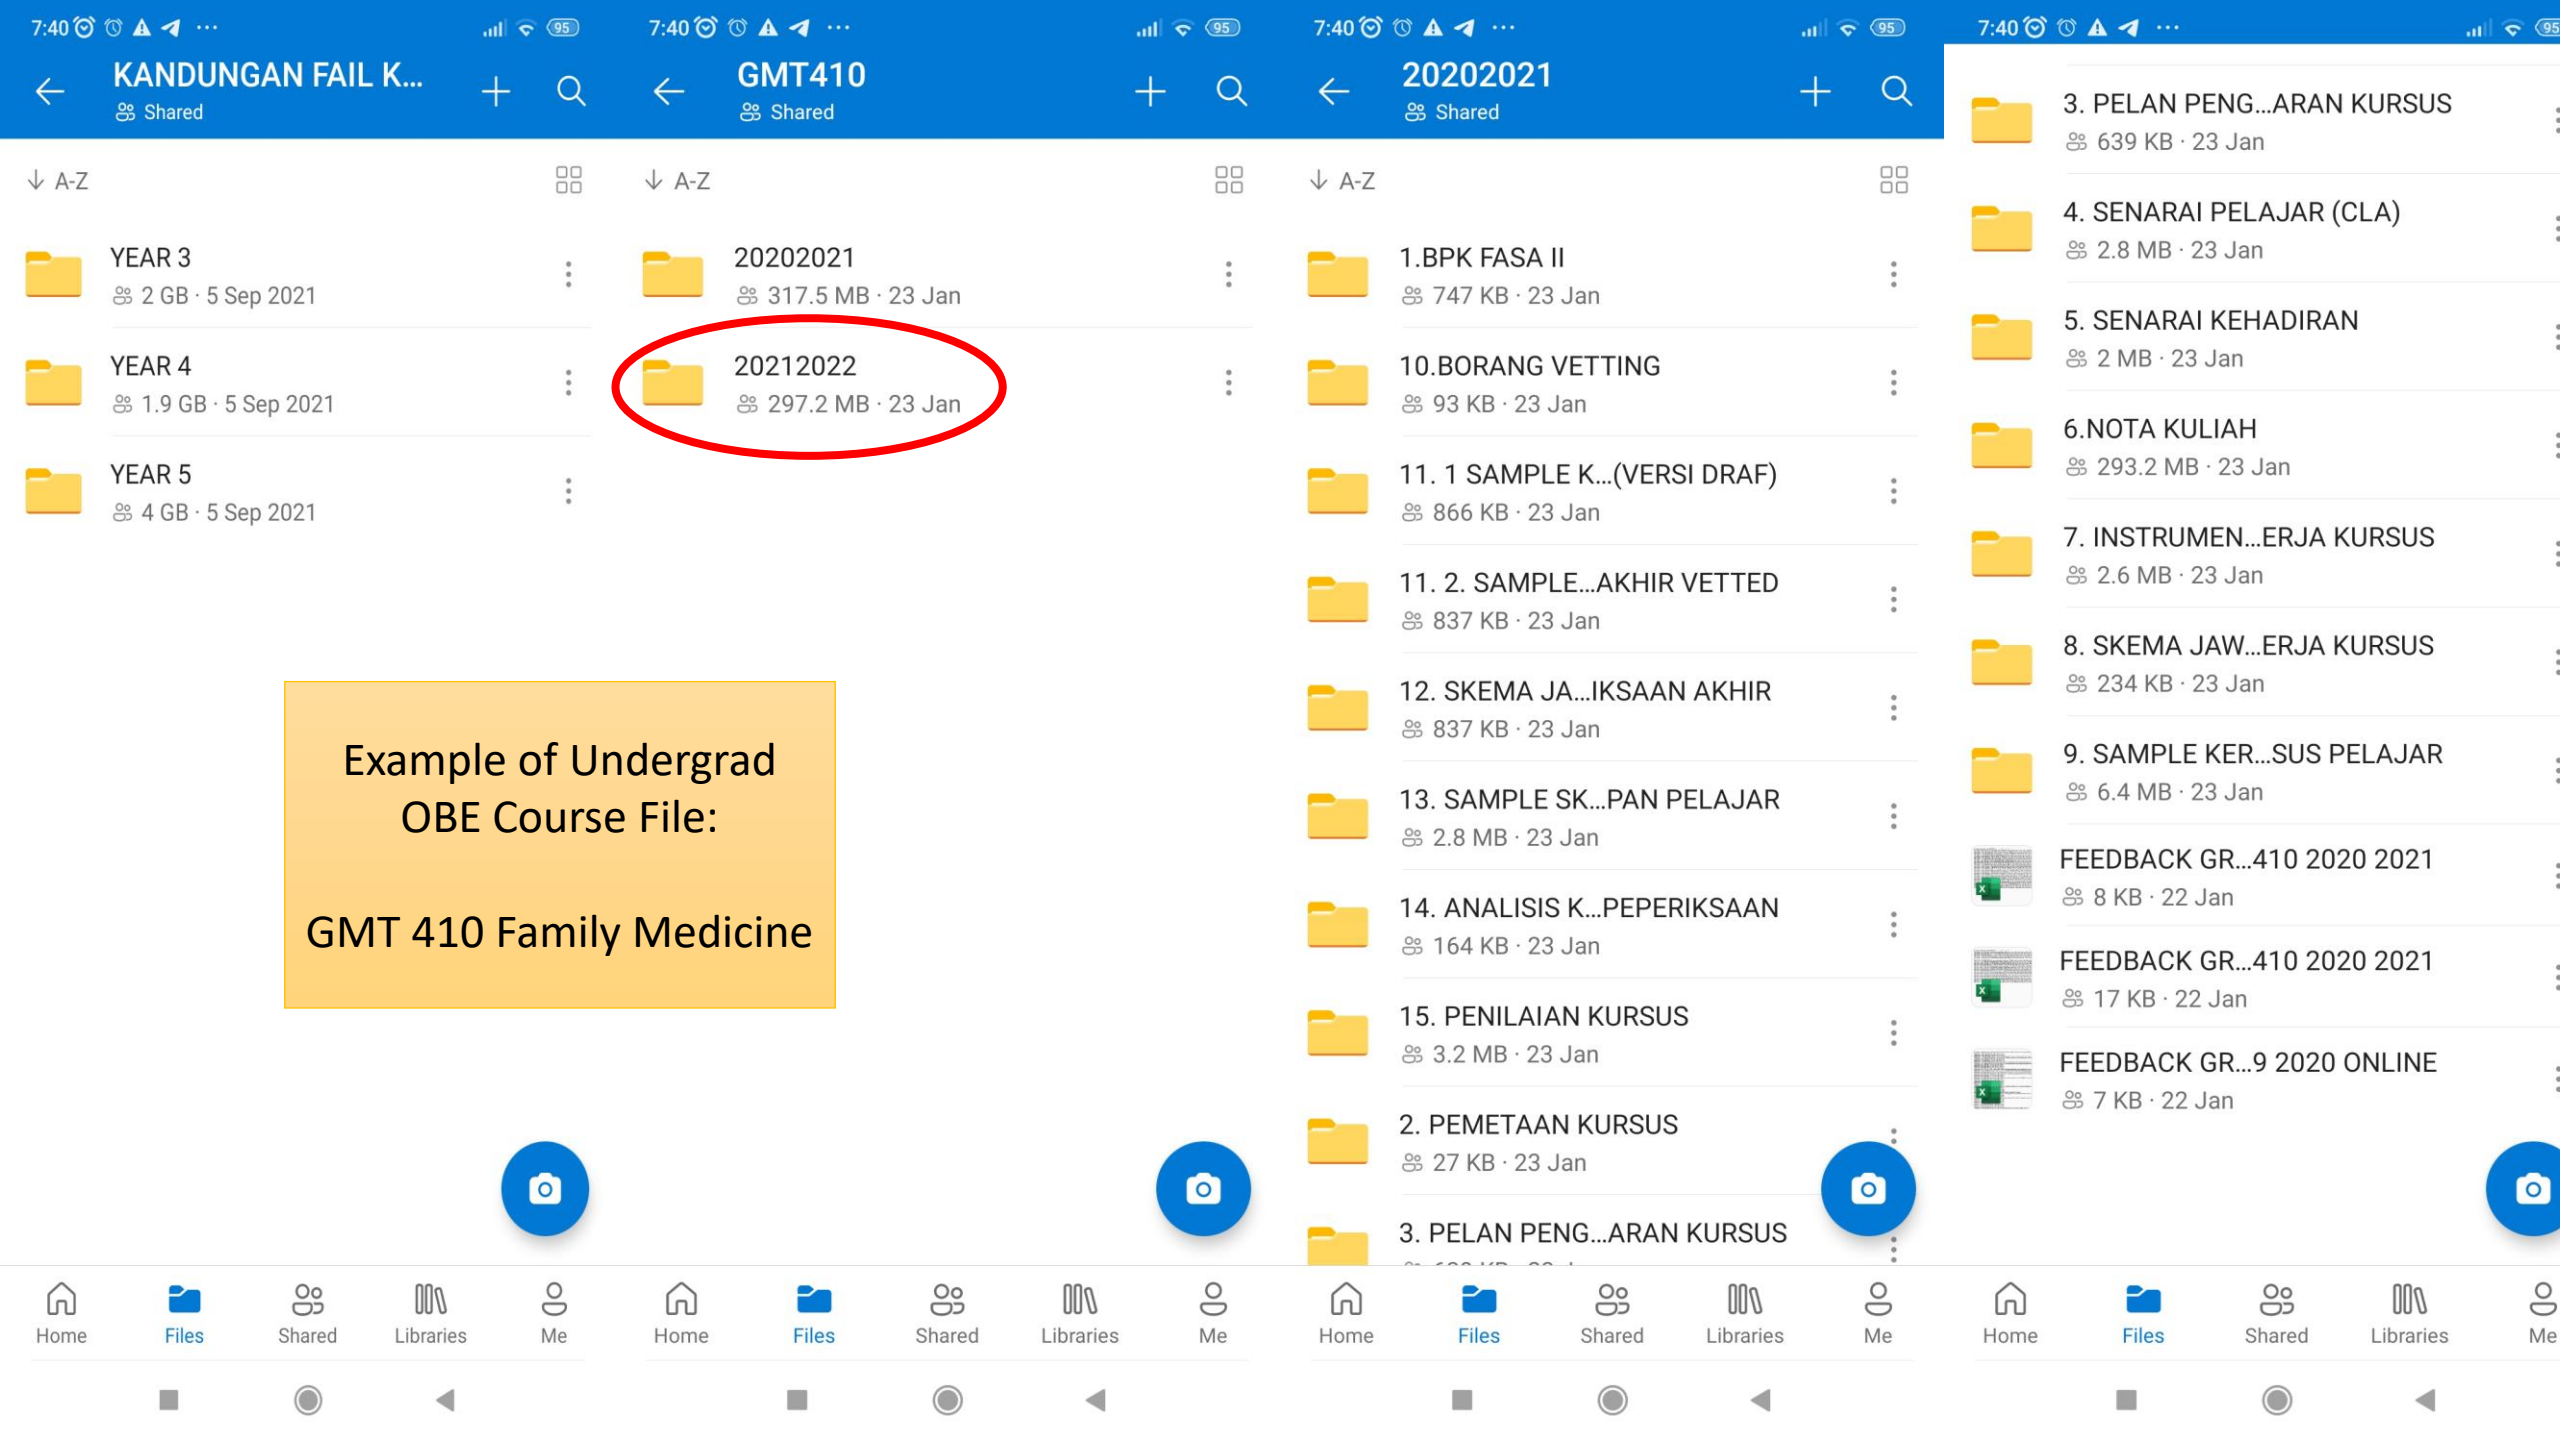 7:40
95
KANDUNGAN FAIL K...
Shared
A-Z
YEAR 3
2 GB · 5 Sep 2021
YEAR 4
1.9 GB · 5 Sep 2021
YEAR 5
4 GB · 5 Sep 2021
Example of Undergrad
OBE Course File:
GMT 410 Family Medicine
Home
Files
Shared
Libraries
Me
7:40
95
GMT410
Shared
A-Z
20202021
317.5 MB · 23 Jan
20212022
297.2 MB · 23 Jan
Home
Files
Shared
Libraries
Me
7:40
95
20202021
Shared
A-Z
1.BPK FASA II
747 KB · 23 Jan
10.BORANG VETTING
93 KB · 23 Jan
11. 1 SAMPLE K...(VERSI DRAF)
866 KB · 23 Jan
11. 2. SAMPLE...AKHIR VETTED
837 KB · 23 Jan
12. SKEMA JA...IKSAAN AKHIR
837 KB · 23 Jan
13. SAMPLE SK...PAN PELAJAR
2.8 MB · 23 Jan
14. ANALISIS K...PEPERIKSAAN
164 KB · 23 Jan
15. PENILAIAN KURSUS
3.2 MB · 23 Jan
2. PEMETAAN KURSUS
27 KB · 23 Jan
3. PELAN PENG...ARAN KURSUS
Home
Files
Shared
Libraries
Me
7:40
95
3. PELAN PENG...ARAN KURSUS
639 KB · 23 Jan
4. SENARAI PELAJAR (CLA)
2.8 MB · 23 Jan
5. SENARAI KEHADIRAN
2 MB · 23 Jan
6.NOTA KULIAH
293.2 MB · 23 Jan
7. INSTRUMEN...ERJA KURSUS
2.6 MB · 23 Jan
8. SKEMA JAW...ERJA KURSUS
234 KB · 23 Jan
9. SAMPLE KER...SUS PELAJAR
6.4 MB · 23 Jan
FEEDBACK GR...410 2020 2021
8 KB · 22 Jan
FEEDBACK GR...410 2020 2021
17 KB · 22 Jan
FEEDBACK GR...9 2020 ONLINE
7 KB · 22 Jan
Home
Files
Shared
Libraries
Me